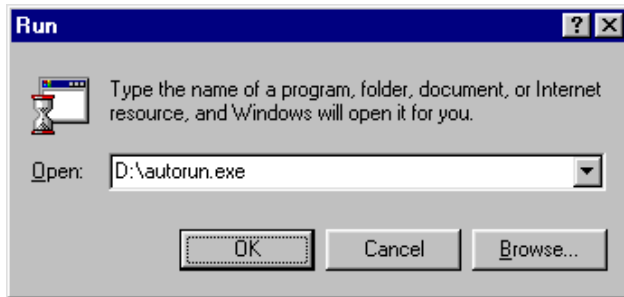 Run
Type the name of a program, folder, document, or Internet
resource, and Windows will open it for you.
Open: D:\autorun.exe
OK Cancel Browse...